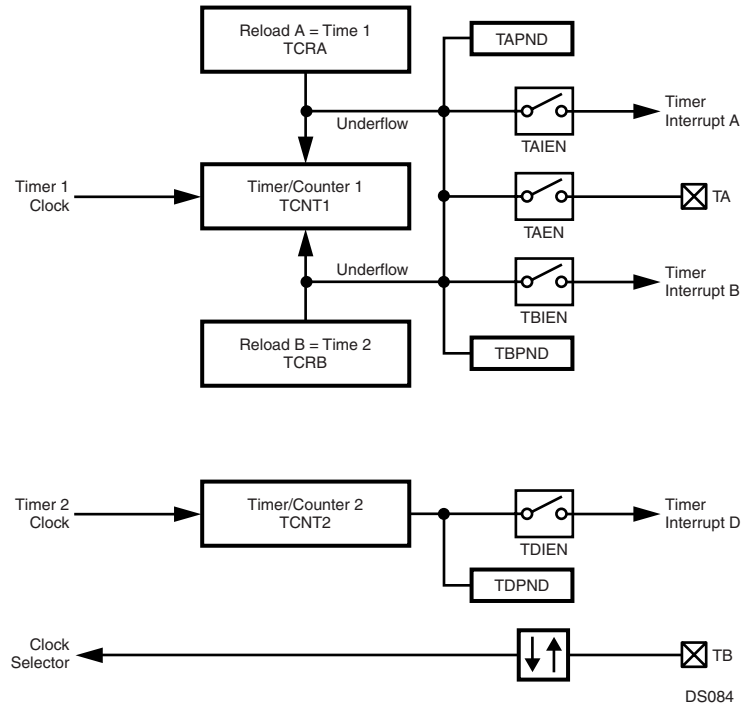 Reload A = Time 1
TCRA
TAPND
Underflow
TAIEN
Timer
Interrupt A
Timer 1
Clock
Timer/Counter 1
TCNT1
TAEN
TA
Underflow
TBIEN
Timer
Interrupt B
Reload B = Time 2
TCRB
TBPND
Timer 2
Clock
Timer/Counter 2
TCNT2
TDIEN
Timer
Interrupt D
TDPND
Clock
Selector
TB
DS084